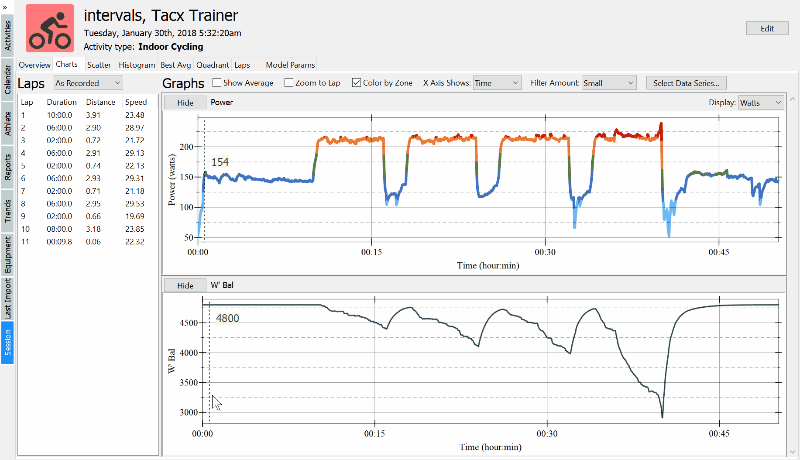 »
intervals, Tacx Trainer
Tuesday, January 30th, 2018 5:32:20am
Activity type: Indoor Cycling
Edit
Activities
Calendar
Athlete
Reports
Trends
Equipment
Last Import
Session
Overview Charts Scatter Histogram Best Avg Quadrant Laps Model Params
Laps As Recorded
Lap Duration Distance Speed
1 10:00.0 3.91 23.48
2 06:00.0 2.90 28.97
3 02:00.0 0.72 21.72
4 06:00.0 2.91 29.13
5 02:00.0 0.74 22.13
6 06:00.0 2.93 29.31
7 02:00.0 0.71 21.18
8 06:00.0 2.95 29.53
9 02:00.0 0.66 19.69
10 08:00.0 3.18 23.85
11 00:09.8 0.06 22.32
Graphs Show Average Zoom to Lap Color by Zone X Axis Shows: Time Filter Amount: Small Select Data Series...
Hide Power Display: Watts
Power (watts)
200
154
150
100
50
00:00 00:15 00:30 00:45
Time (hour:min)
Hide W' Bal
W' Bal
4800
4500
4000
3500
3000
00:00 00:15 00:30 00:45
Time (hour:min)